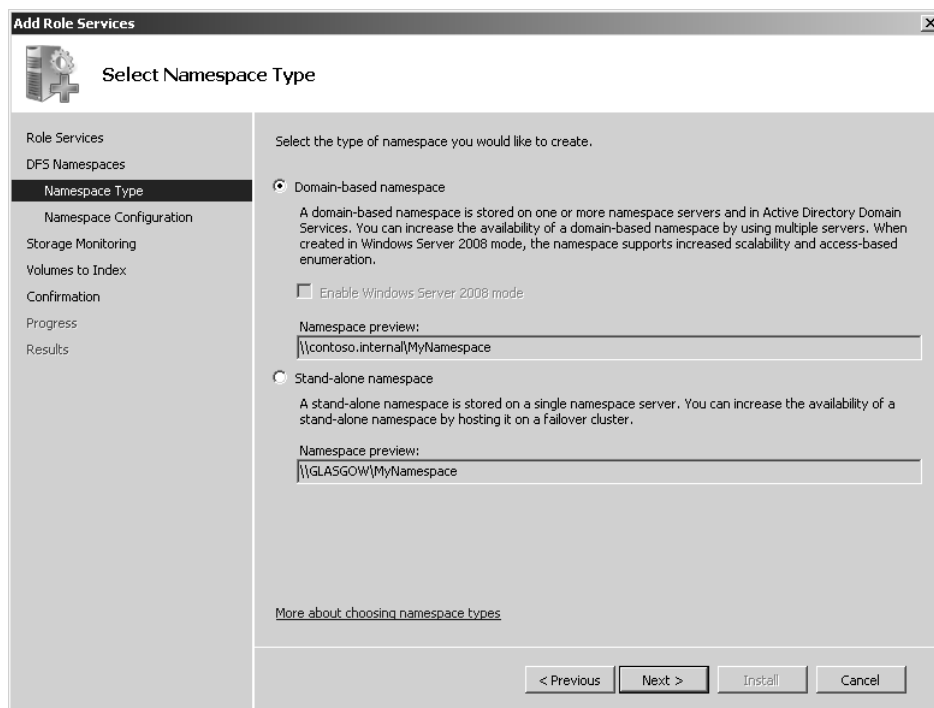 Add Role Services
Select Namespace Type
Role Services
DFS Namespaces
Namespace Type
Namespace Configuration
Storage Monitoring
Volumes to Index
Confirmation
Progress
Results
Select the type of namespace you would like to create.
Domain-based namespace
A domain-based namespace is stored on one or more namespace servers and in Active Directory Domain
Services. You can increase the availability of a domain-based namespace by using multiple servers. When
created in Windows Server 2008 mode, the namespace supports increased scalability and access-based
enumeration.
Enable Windows Server 2008 mode
Namespace preview:
\\contoso.internal\MyNamespace
Stand-alone namespace
A stand-alone namespace is stored on a single namespace server. You can increase the availability of a
stand-alone namespace by hosting it on a failover cluster.
Namespace preview:
\\GLASGOW\MyNamespace
More about choosing namespace types
< Previous
Next >
Install
Cancel